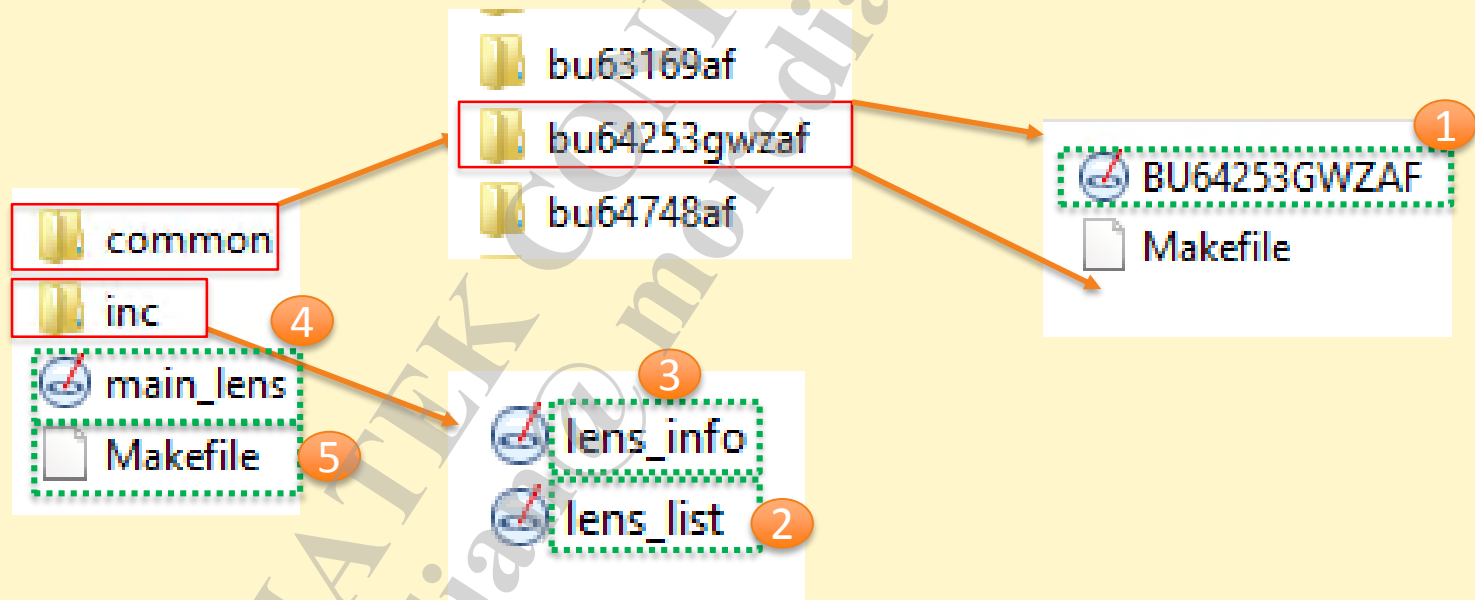 bu63169af
bu64253gwzaf
bu64748af
1
BU64253GWZAF
Makefile
common
inc
4
main_lens
Makefile
5
3
lens_info
lens_list
2